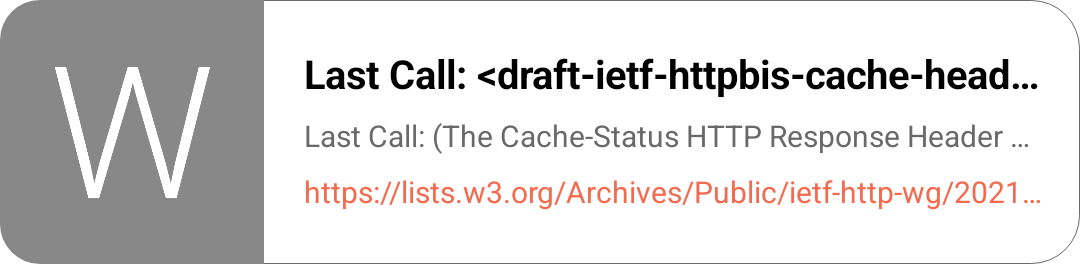 W
Last Call: <draft-ietf-httpbis-cache-head…
Last Call: (The Cache-Status HTTP Response Header …
https://lists.w3.org/Archives/Public/ietf-http-wg/2021…